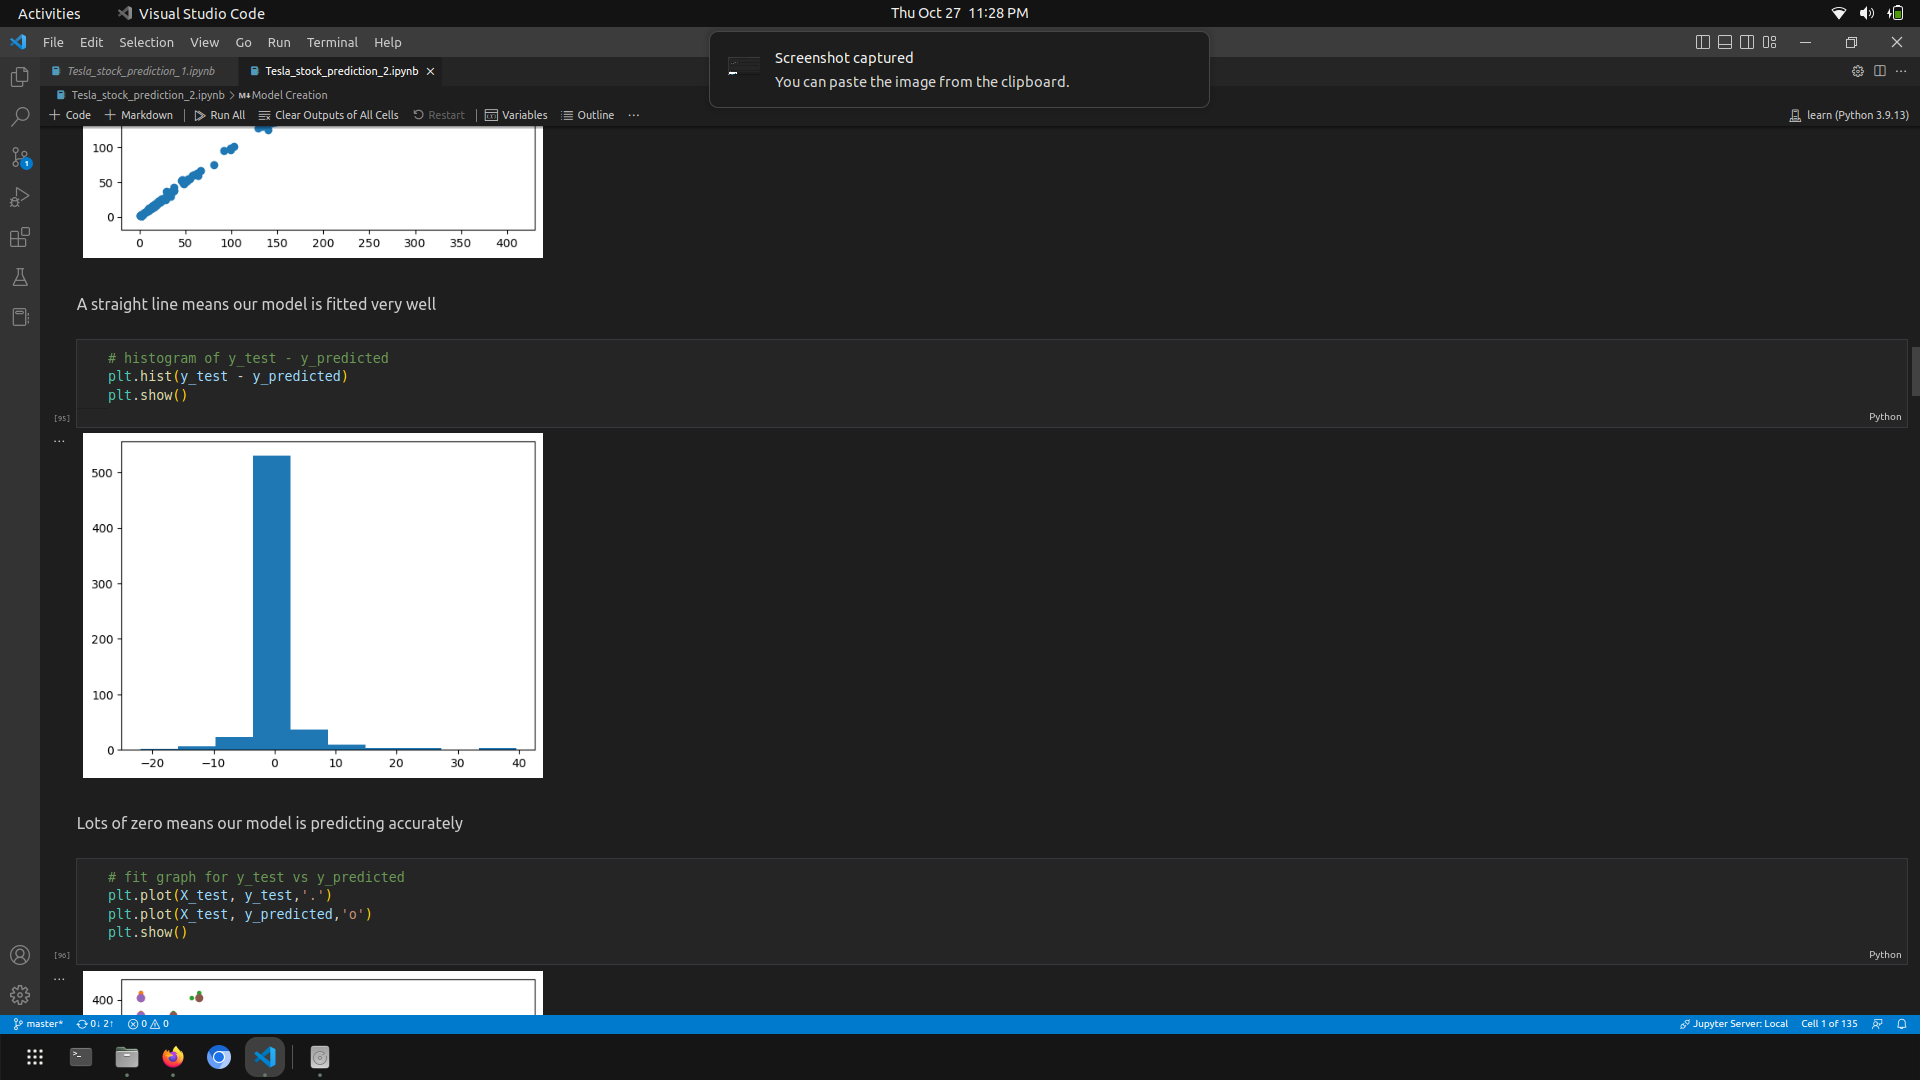 Activities
Visual Studio Code
Thu Oct 27 11:28 PM
File Edit Selection View Go Run Terminal Help
Screenshot captured
You can paste the image from the clipboard.
Tesla_stock_prediction_1.ipynb
Tesla_stock_prediction_2.ipynb
Tesla_stock_prediction_2.ipynb > M↓ Model Creation
+ Code + Markdown | Run All Clear Outputs of All Cells Restart | Variables Outline ...
learn (Python 3.9.13)
100
50
0
0 50 100 150 200 250 300 350 400
A straight line means our model is fitted very well
# histogram of y_test - y_predicted
plt.hist(y_test - y_predicted)
plt.show()
[95]
Python
...
500
400
300
200
100
0
−20 −10 0 10 20 30 40
Lots of zero means our model is predicting accurately
# fit graph for y_test vs y_predicted
plt.plot(X_test, y_test,'.')
plt.plot(X_test, y_predicted,'o')
plt.show()
[96]
Python
...
400
master* 0↓ 2↑ 0 0
Jupyter Server: Local Cell 1 of 135